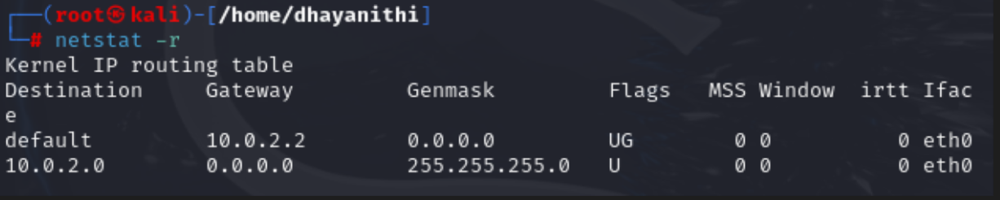 ┌──(root㉿kali)-[/home/dhayanithi]
└─# netstat -r
Kernel IP routing table
Destination     Gateway         Genmask         Flags   MSS Window  irtt Ifac
e
default         10.0.2.2        0.0.0.0         UG        0 0          0 eth0
10.0.2.0        0.0.0.0         255.255.255.0   U         0 0          0 eth0